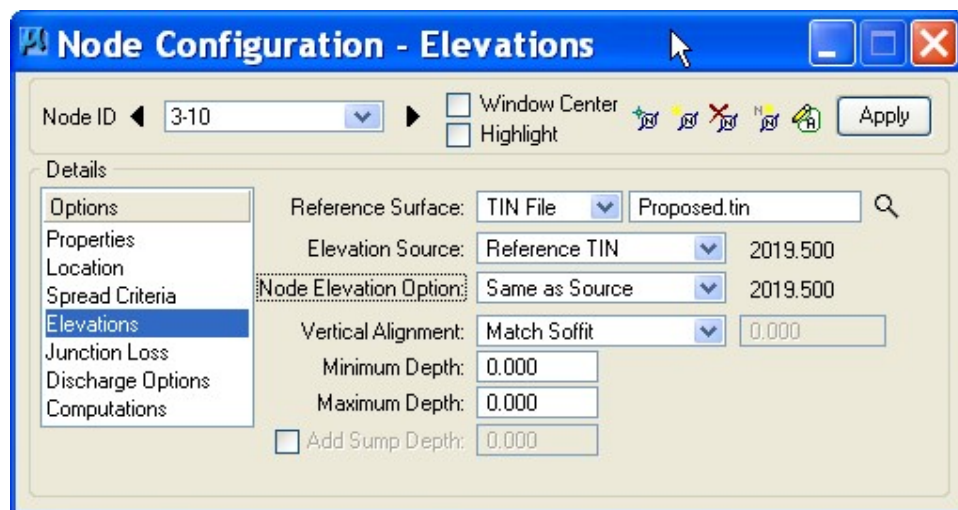 Node Configuration - Elevations
Node ID 3-10 Window Center Apply
Highlight
Details
Options
Properties
Location
Spread Criteria
Elevations
Junction Loss
Discharge Options
Computations
Reference Surface: TIN File Proposed.tin
Elevation Source: Reference TIN 2019.500
Node Elevation Option: Same as Source 2019.500
Vertical Alignment: Match Soffit 0.000
Minimum Depth: 0.000
Maximum Depth: 0.000
Add Sump Depth: 0.000